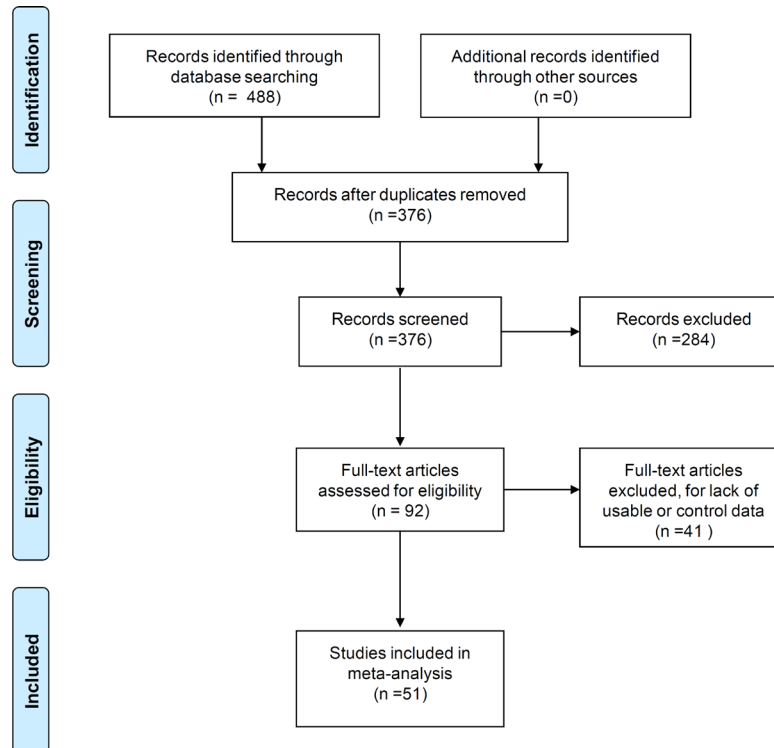 Identification
Records identified through
database searching
(n = 488)
Additional records identified
through other sources
(n =0)
Records after duplicates removed
(n =376)
Screening
Records screened
(n =376)
Records excluded
(n =284)
Eligibility
Full-text articles
assessed for eligibility
(n = 92)
Full-text articles
excluded, for lack of
usable or control data
(n =41 )
Included
Studies included in
meta-analysis
(n =51)